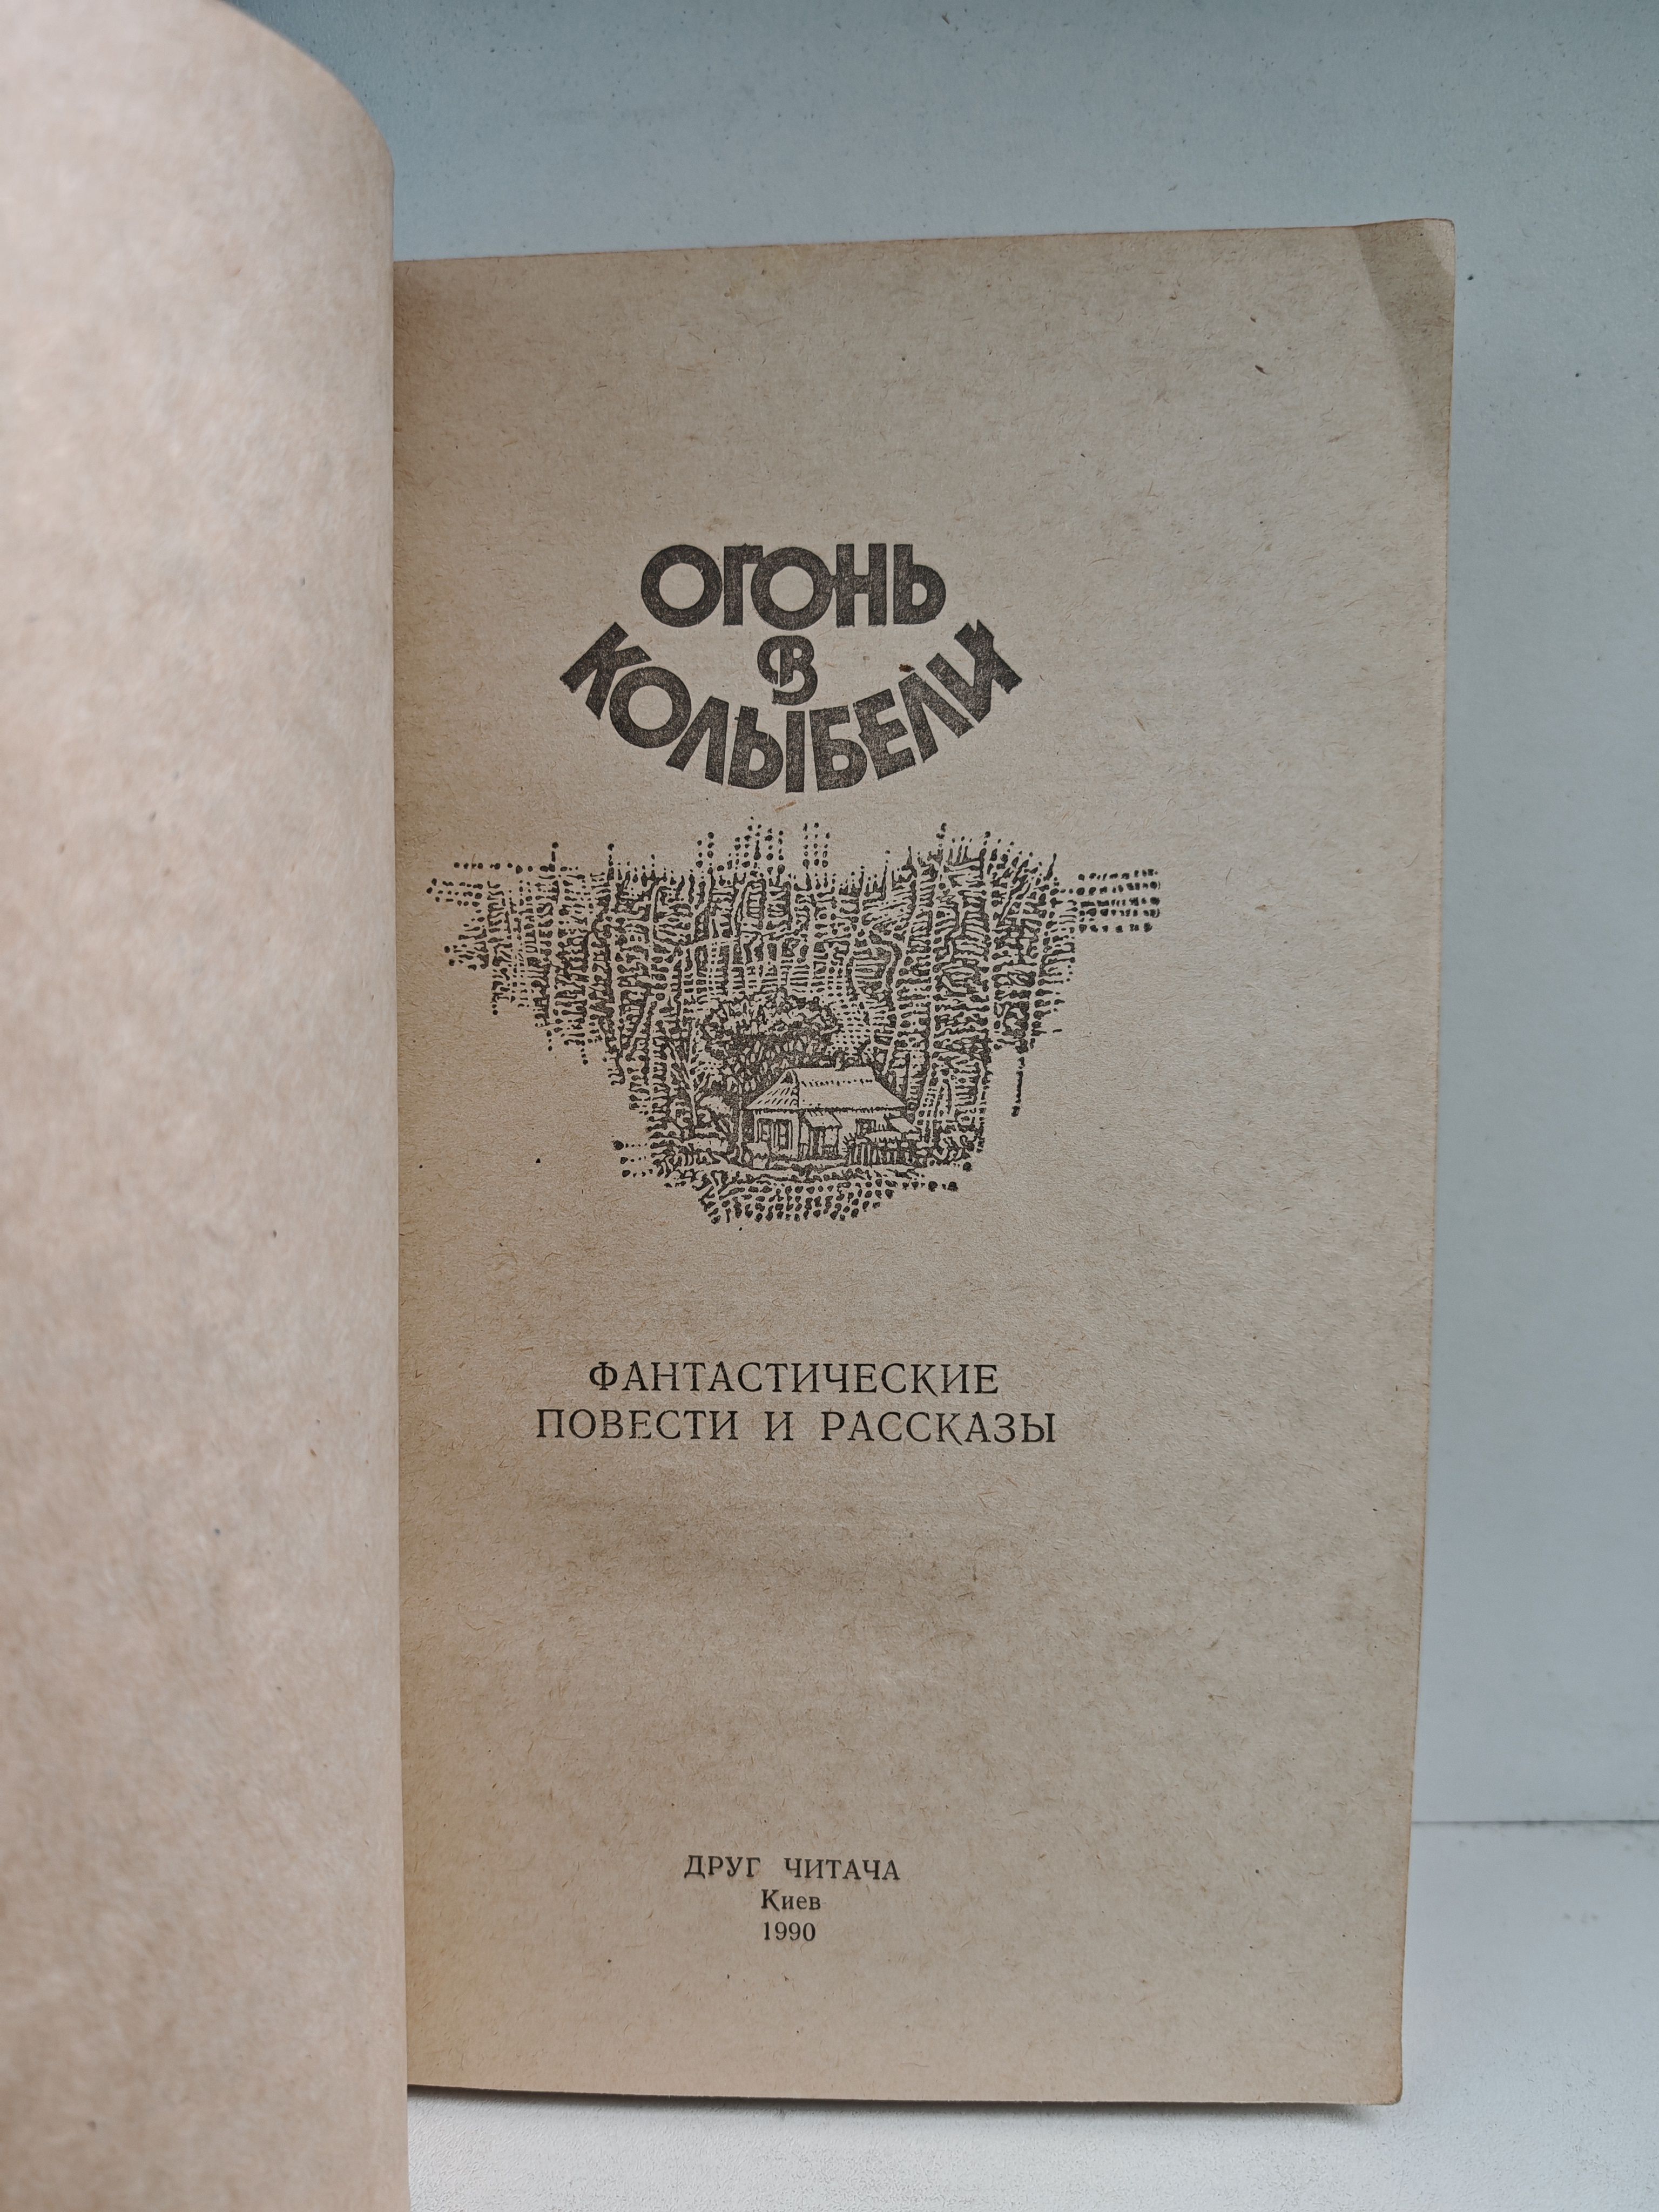 ОГОНЬ
В
КОЛЫБЕЛИ
ФАНТАСТИЧЕСКИЕ
ПОВЕСТИ И РАССКАЗЫ
ДРУГ ЧИТАЧА
Киев
1990